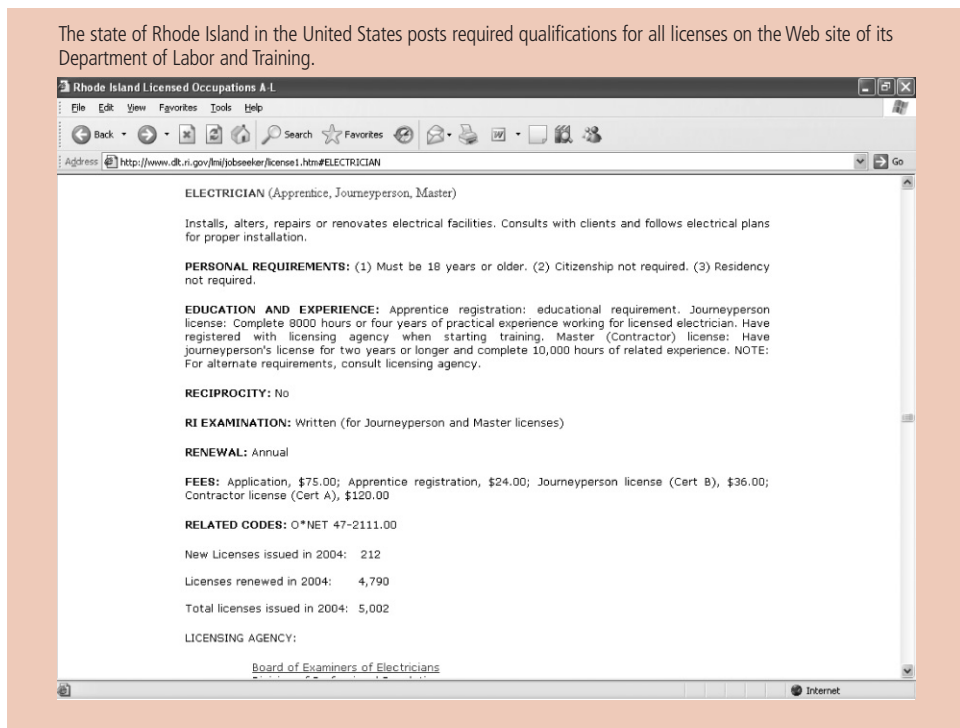 The state of Rhode Island in the United States posts required qualifications for all licenses on the Web site of its
Department of Labor and Training.
Rhode Island Licensed Occupations A-L
File Edit View Favorites Tools Help
Back Search Favorites
Address http://www.dlt.ri.gov/lmi/jobseeker/license1.htm#ELECTRICIAN Go
ELECTRICIAN (Apprentice, Journeyperson, Master)
Installs, alters, repairs or renovates electrical facilities. Consults with clients and follows electrical plans
for proper installation.
PERSONAL REQUIREMENTS: (1) Must be 18 years or older. (2) Citizenship not required. (3) Residency
not required.
EDUCATION AND EXPERIENCE: Apprentice registration: educational requirement. Journeyperson
license: Complete 8000 hours or four years of practical experience working for licensed electrician. Have
registered with licensing agency when starting training. Master (Contractor) license: Have
journeyperson's license for two years or longer and complete 10,000 hours of related experience. NOTE:
For alternate requirements, consult licensing agency.
RECIPROCITY: No
RI EXAMINATION: Written (for Journeyperson and Master licenses)
RENEWAL: Annual
FEES: Application, $75.00; Apprentice registration, $24.00; Journeyperson license (Cert B), $36.00;
Contractor license (Cert A), $120.00
RELATED CODES: O*NET 47-2111.00
New Licenses issued in 2004: 212
Licenses renewed in 2004: 4,790
Total licenses issued in 2004: 5,002
LICENSING AGENCY:
Board of Examiners of Electricians
Internet